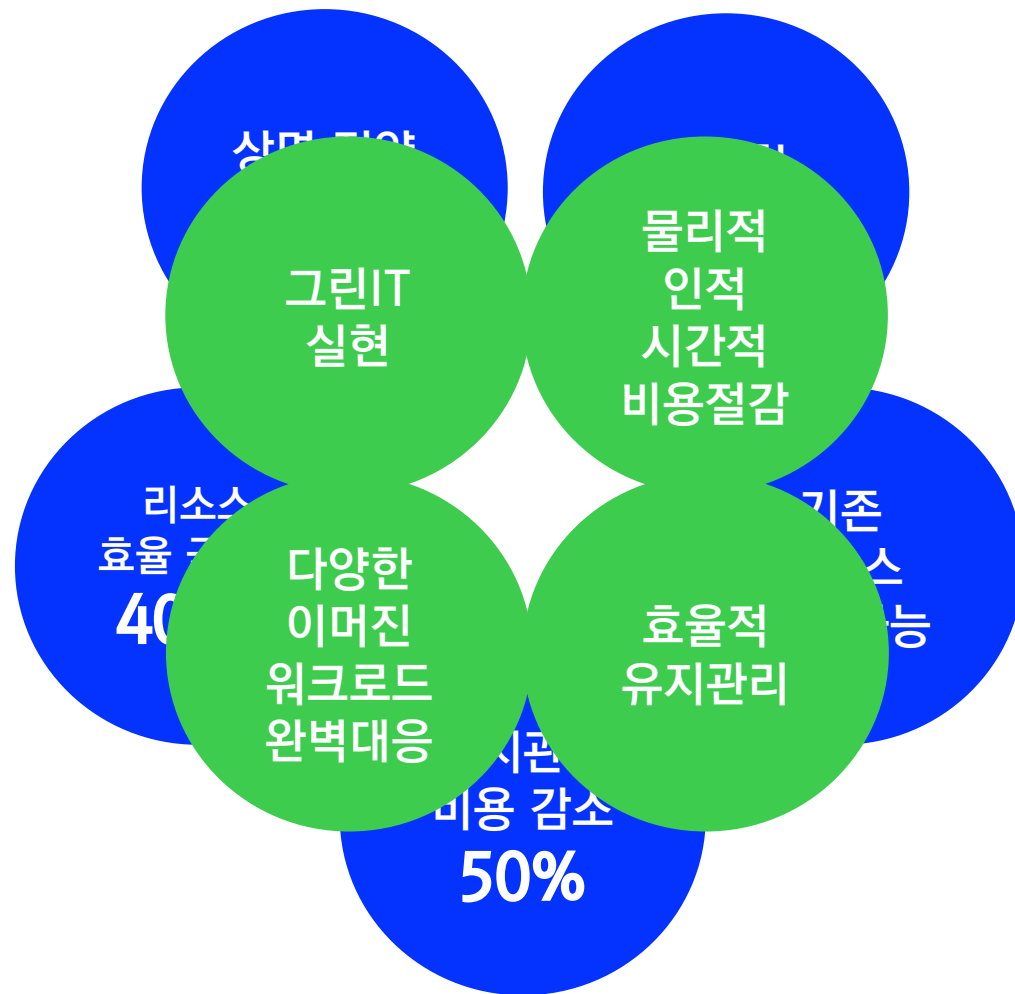 그린IT
실현
물리적
인적
시간적
비용절감
리소스
효율
기존
다양한
이머진
워크로드
완벽대응
효율적
유지관리
비용 감소
50%